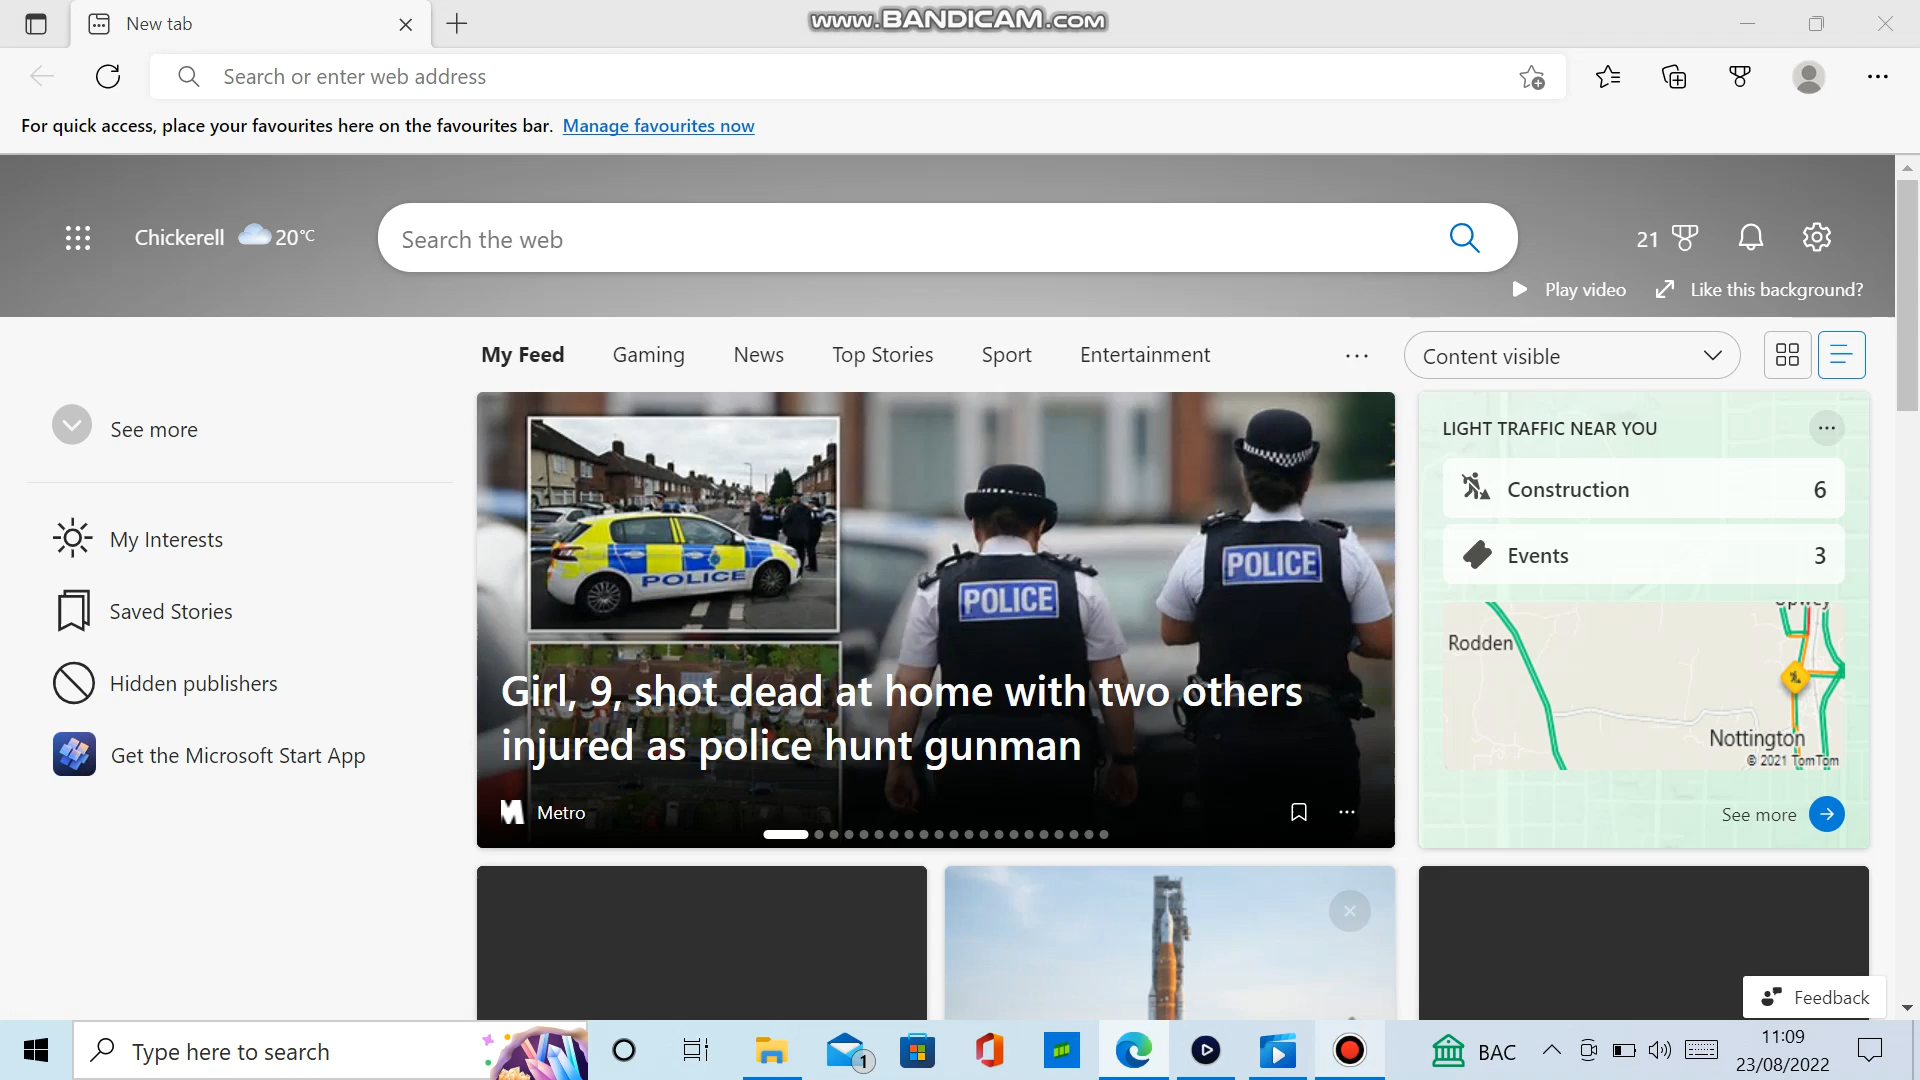 New tab
www.BANDICAM.com
Search or enter web address
For quick access, place your favourites here on the favourites bar. Manage favourites now
Chickerell 20°C
Search the web
21
Play video
Like this background?
My Feed
Gaming
News
Top Stories
Sport
Entertainment
Content visible
See more
My Interests
Saved Stories
Hidden publishers
Get the Microsoft Start App
POLICE
POLICE
POLICE
Girl, 9, shot dead at home with two others
injured as police hunt gunman
Metro
LIGHT TRAFFIC NEAR YOU
Construction 6
Events 3
Upwey
Rodden
Nottington
© 2021 TomTom
See more
Feedback
Type here to search
1
BAC
11:09
23/08/2022